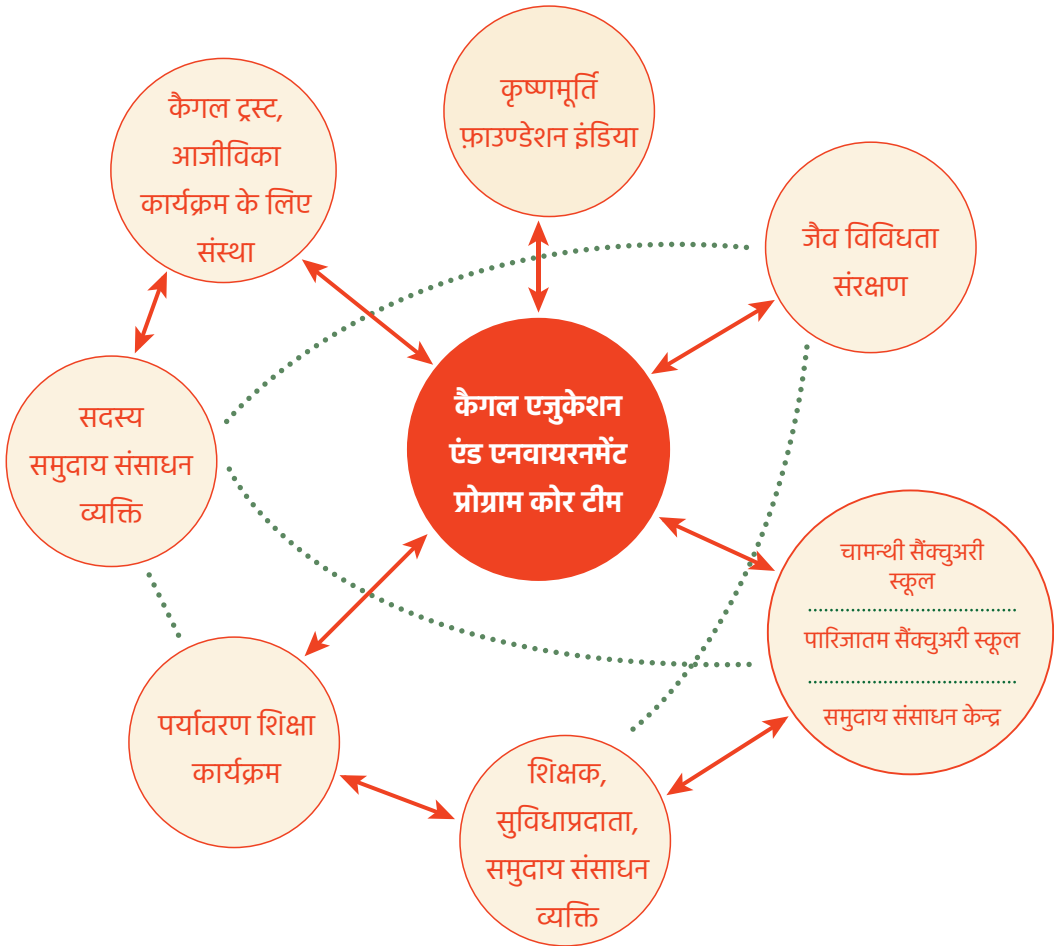 कृष्णमूर्ति
फ़ाउण्डेशन इंडिया
कैगल ट्रस्ट,
आजीविका
कार्यक्रम के लिए
संस्था
जैव विविधता
संरक्षण
कैगल एजुकेशन
एंड एनवायरनमेंट
प्रोग्राम कोर टीम
सदस्य
समुदाय संसाधन
व्यक्ति
चामन्थी सैंक्चुअरी
स्कूल
पारिजातम सैंक्चुअरी स्कूल
समुदाय संसाधन केन्द्र
पर्यावरण शिक्षा
कार्यक्रम
शिक्षक,
सुविधाप्रदाता,
समुदाय संसाधन
व्यक्ति